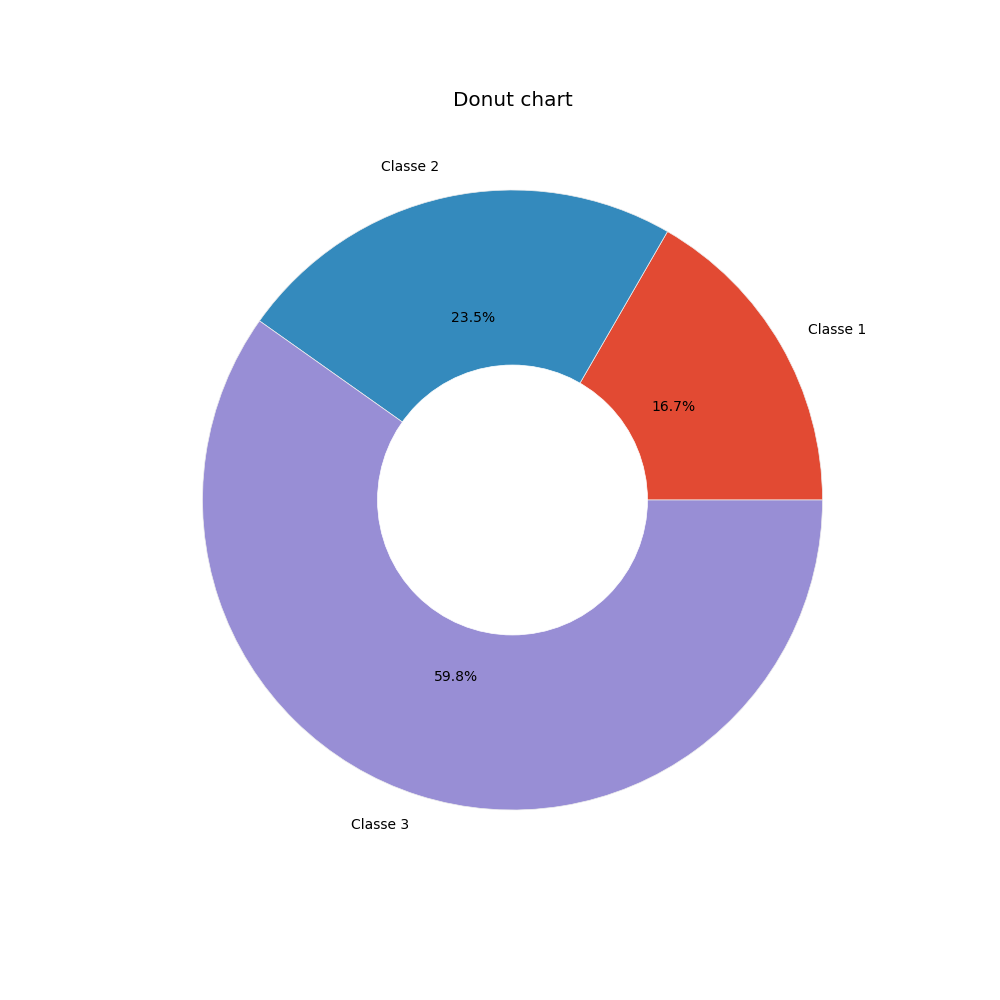 Donut chart
Classe 2
23.5%
Classe 1
16.7%
59.8%
Classe 3